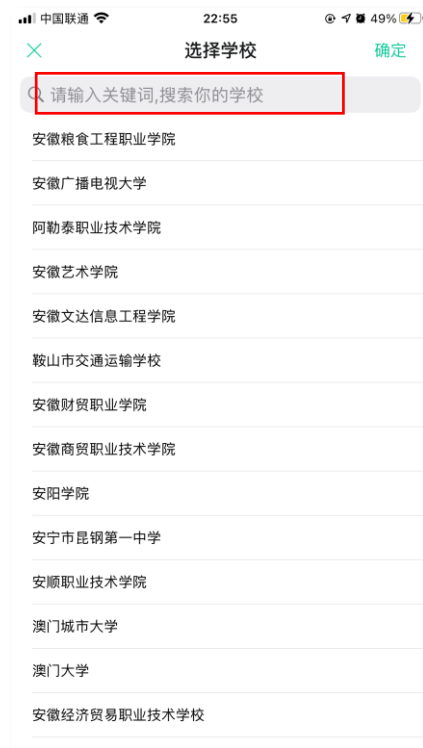 中国联通 22:55 49%
选择学校 确定
请输入关键词,搜索你的学校
安徽粮食工程职业学院
安徽广播电视大学
阿勒泰职业技术学院
安徽艺术学院
安徽文达信息工程学院
鞍山市交通运输学校
安徽财贸职业学院
安徽商贸职业技术学院
安阳学院
安宁市昆钢第一中学
安顺职业技术学院
澳门城市大学
澳门大学
安徽经济贸易职业技术学校